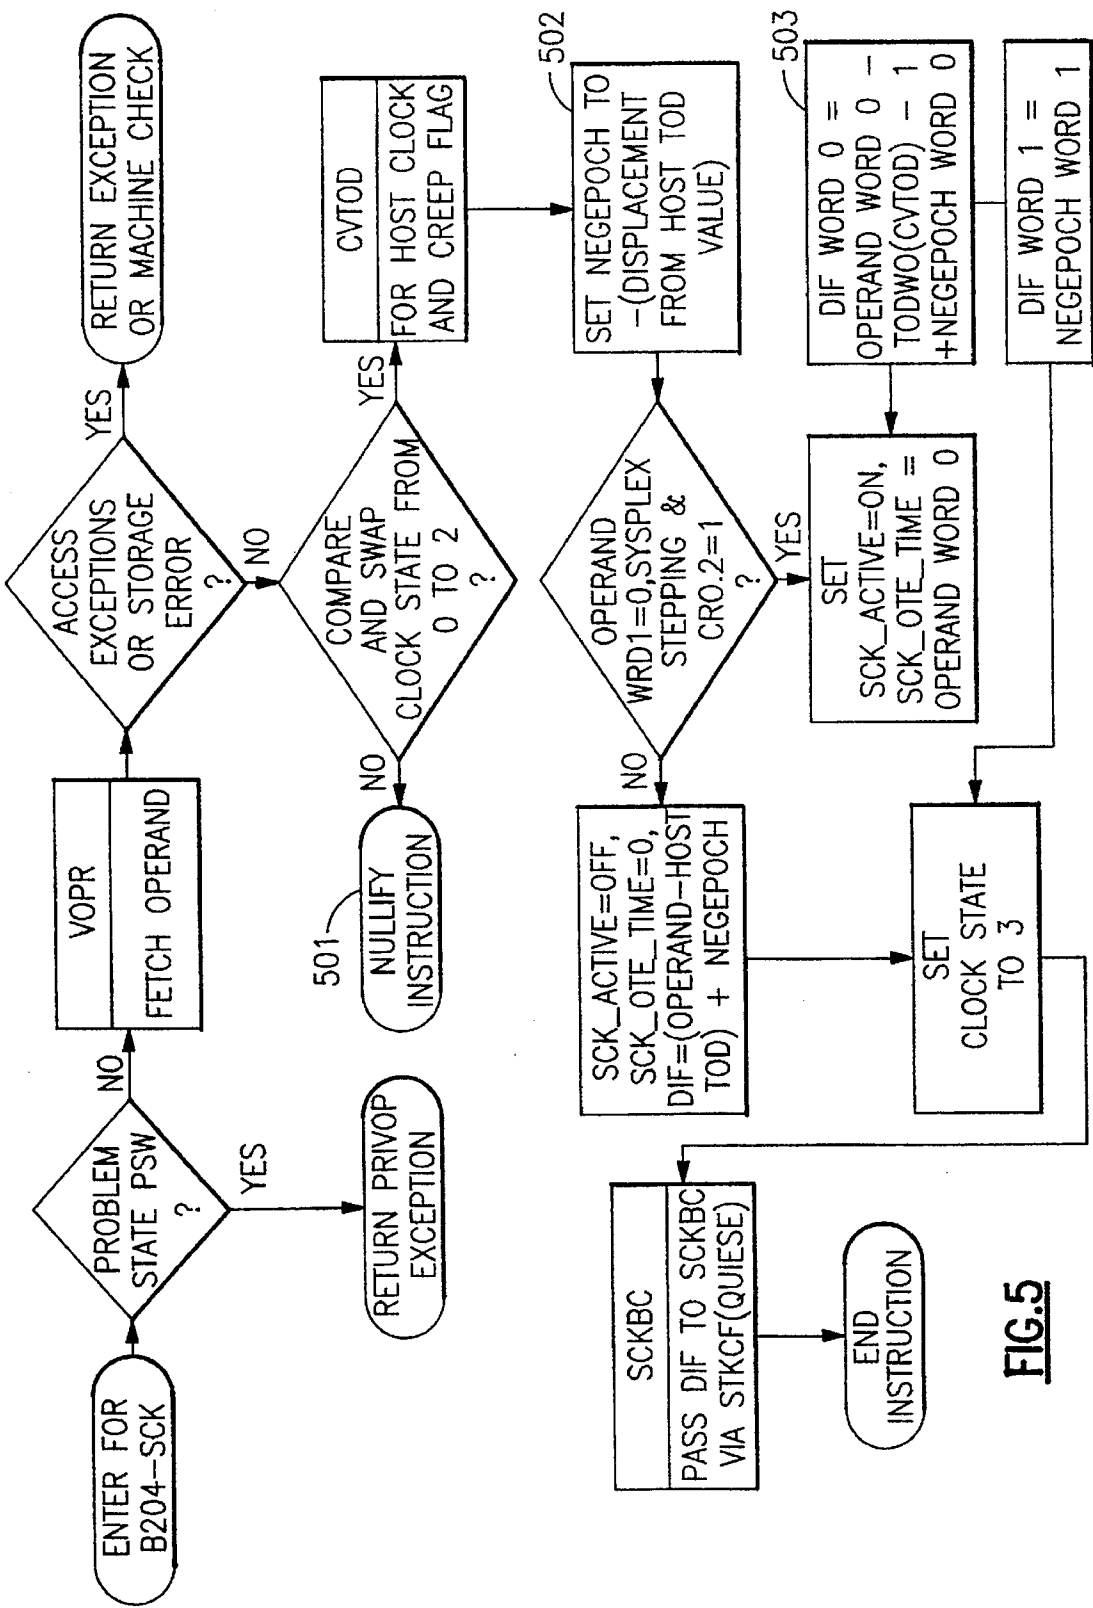 ENTER FOR
B204-SCK
PROBLEM
STATE PSW
?
NO
YES
RETURN PRIVOP
EXCEPTION
VOPR
FETCH OPERAND
ACCESS
EXCEPTIONS
OR STORAGE
ERROR
?
YES
NO
RETURN EXCEPTION
OR MACHINE CHECK
COMPARE
AND SWAP
CLOCK STATE FROM
0 TO 2
?
NO
YES
501
NULLIFY
INSTRUCTION
CVTOD
FOR HOST CLOCK
AND CREEP FLAG
502
SET NEGEPOCH TO
-(DISPLACEMENT
FROM HOST TOD
VALUE)
OPERAND
WRD1=0,SYSPLEX
STEPPING &
CR0.2=1
?
NO
YES
SCK_ACTIVE=OFF,
SCK_OTE_TIME=0,
DIF=(OPERAND-HOST
TOD) + NEGEPOCH
SET
SCK_ACTIVE=ON,
SCK_OTE_TIME =
OPERAND WORD 0
503
DIF WORD 0 =
OPERAND WORD 0 -
TODWO(CVTOD) - 1
+NEGEPOCH WORD 0
DIF WORD 1 =
NEGEPOCH WORD 1
SET
CLOCK STATE
TO 3
SCKBC
PASS DIF TO SCKBC
VIA STKCF(QUIESE)
END
INSTRUCTION
FIG.5